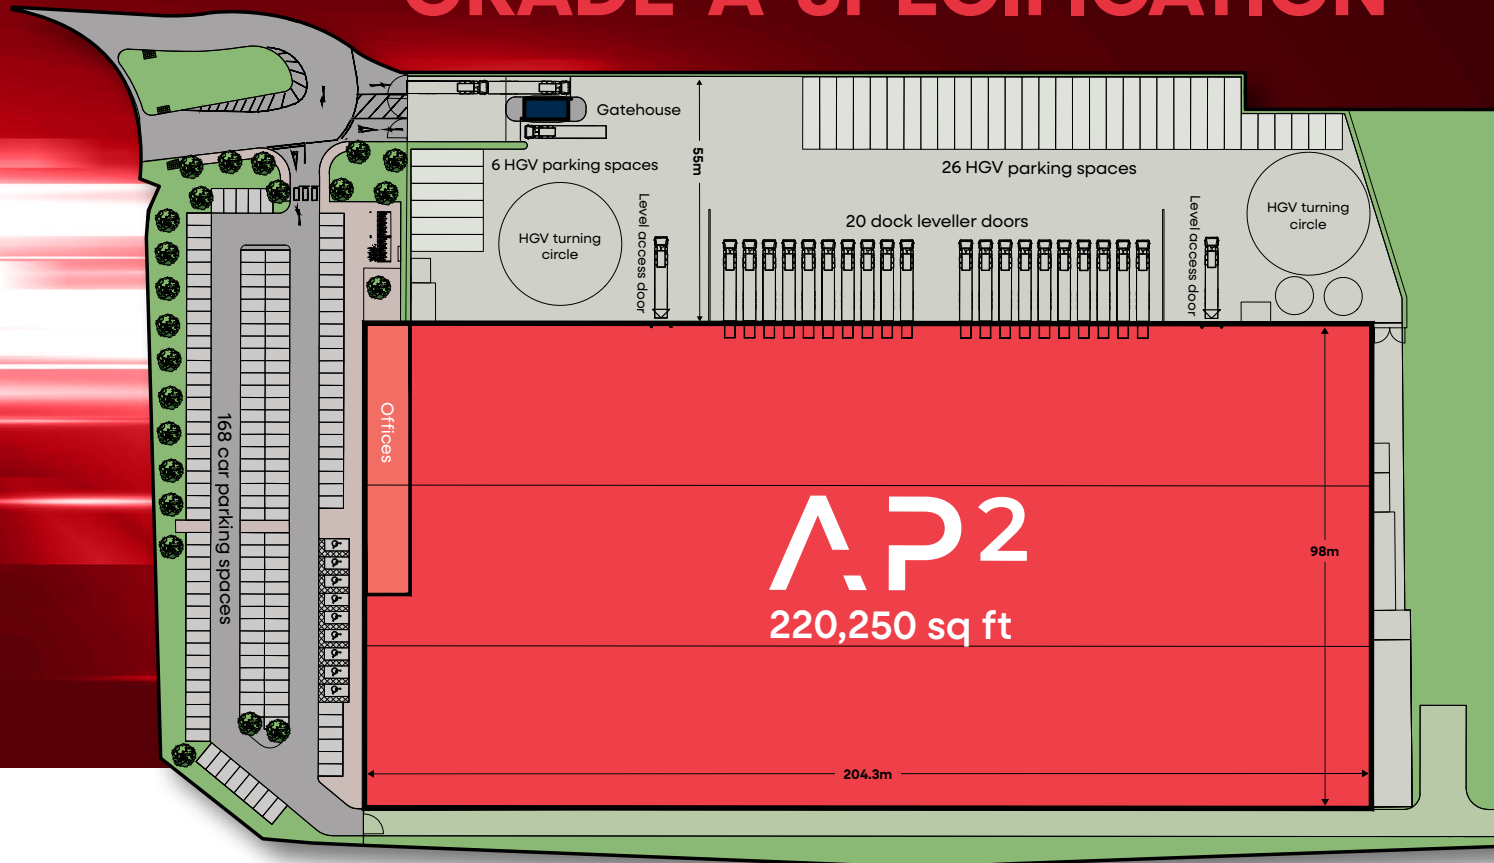 GRADE A SPECIFICATION
Gatehouse
6 HGV parking spaces
55m
26 HGV parking spaces
HGV turning
circle
Level access door
20 dock leveller doors
Level access door
HGV turning
circle
Offices
168 car parking spaces
AP2
220,250 sq ft
98m
204.3m